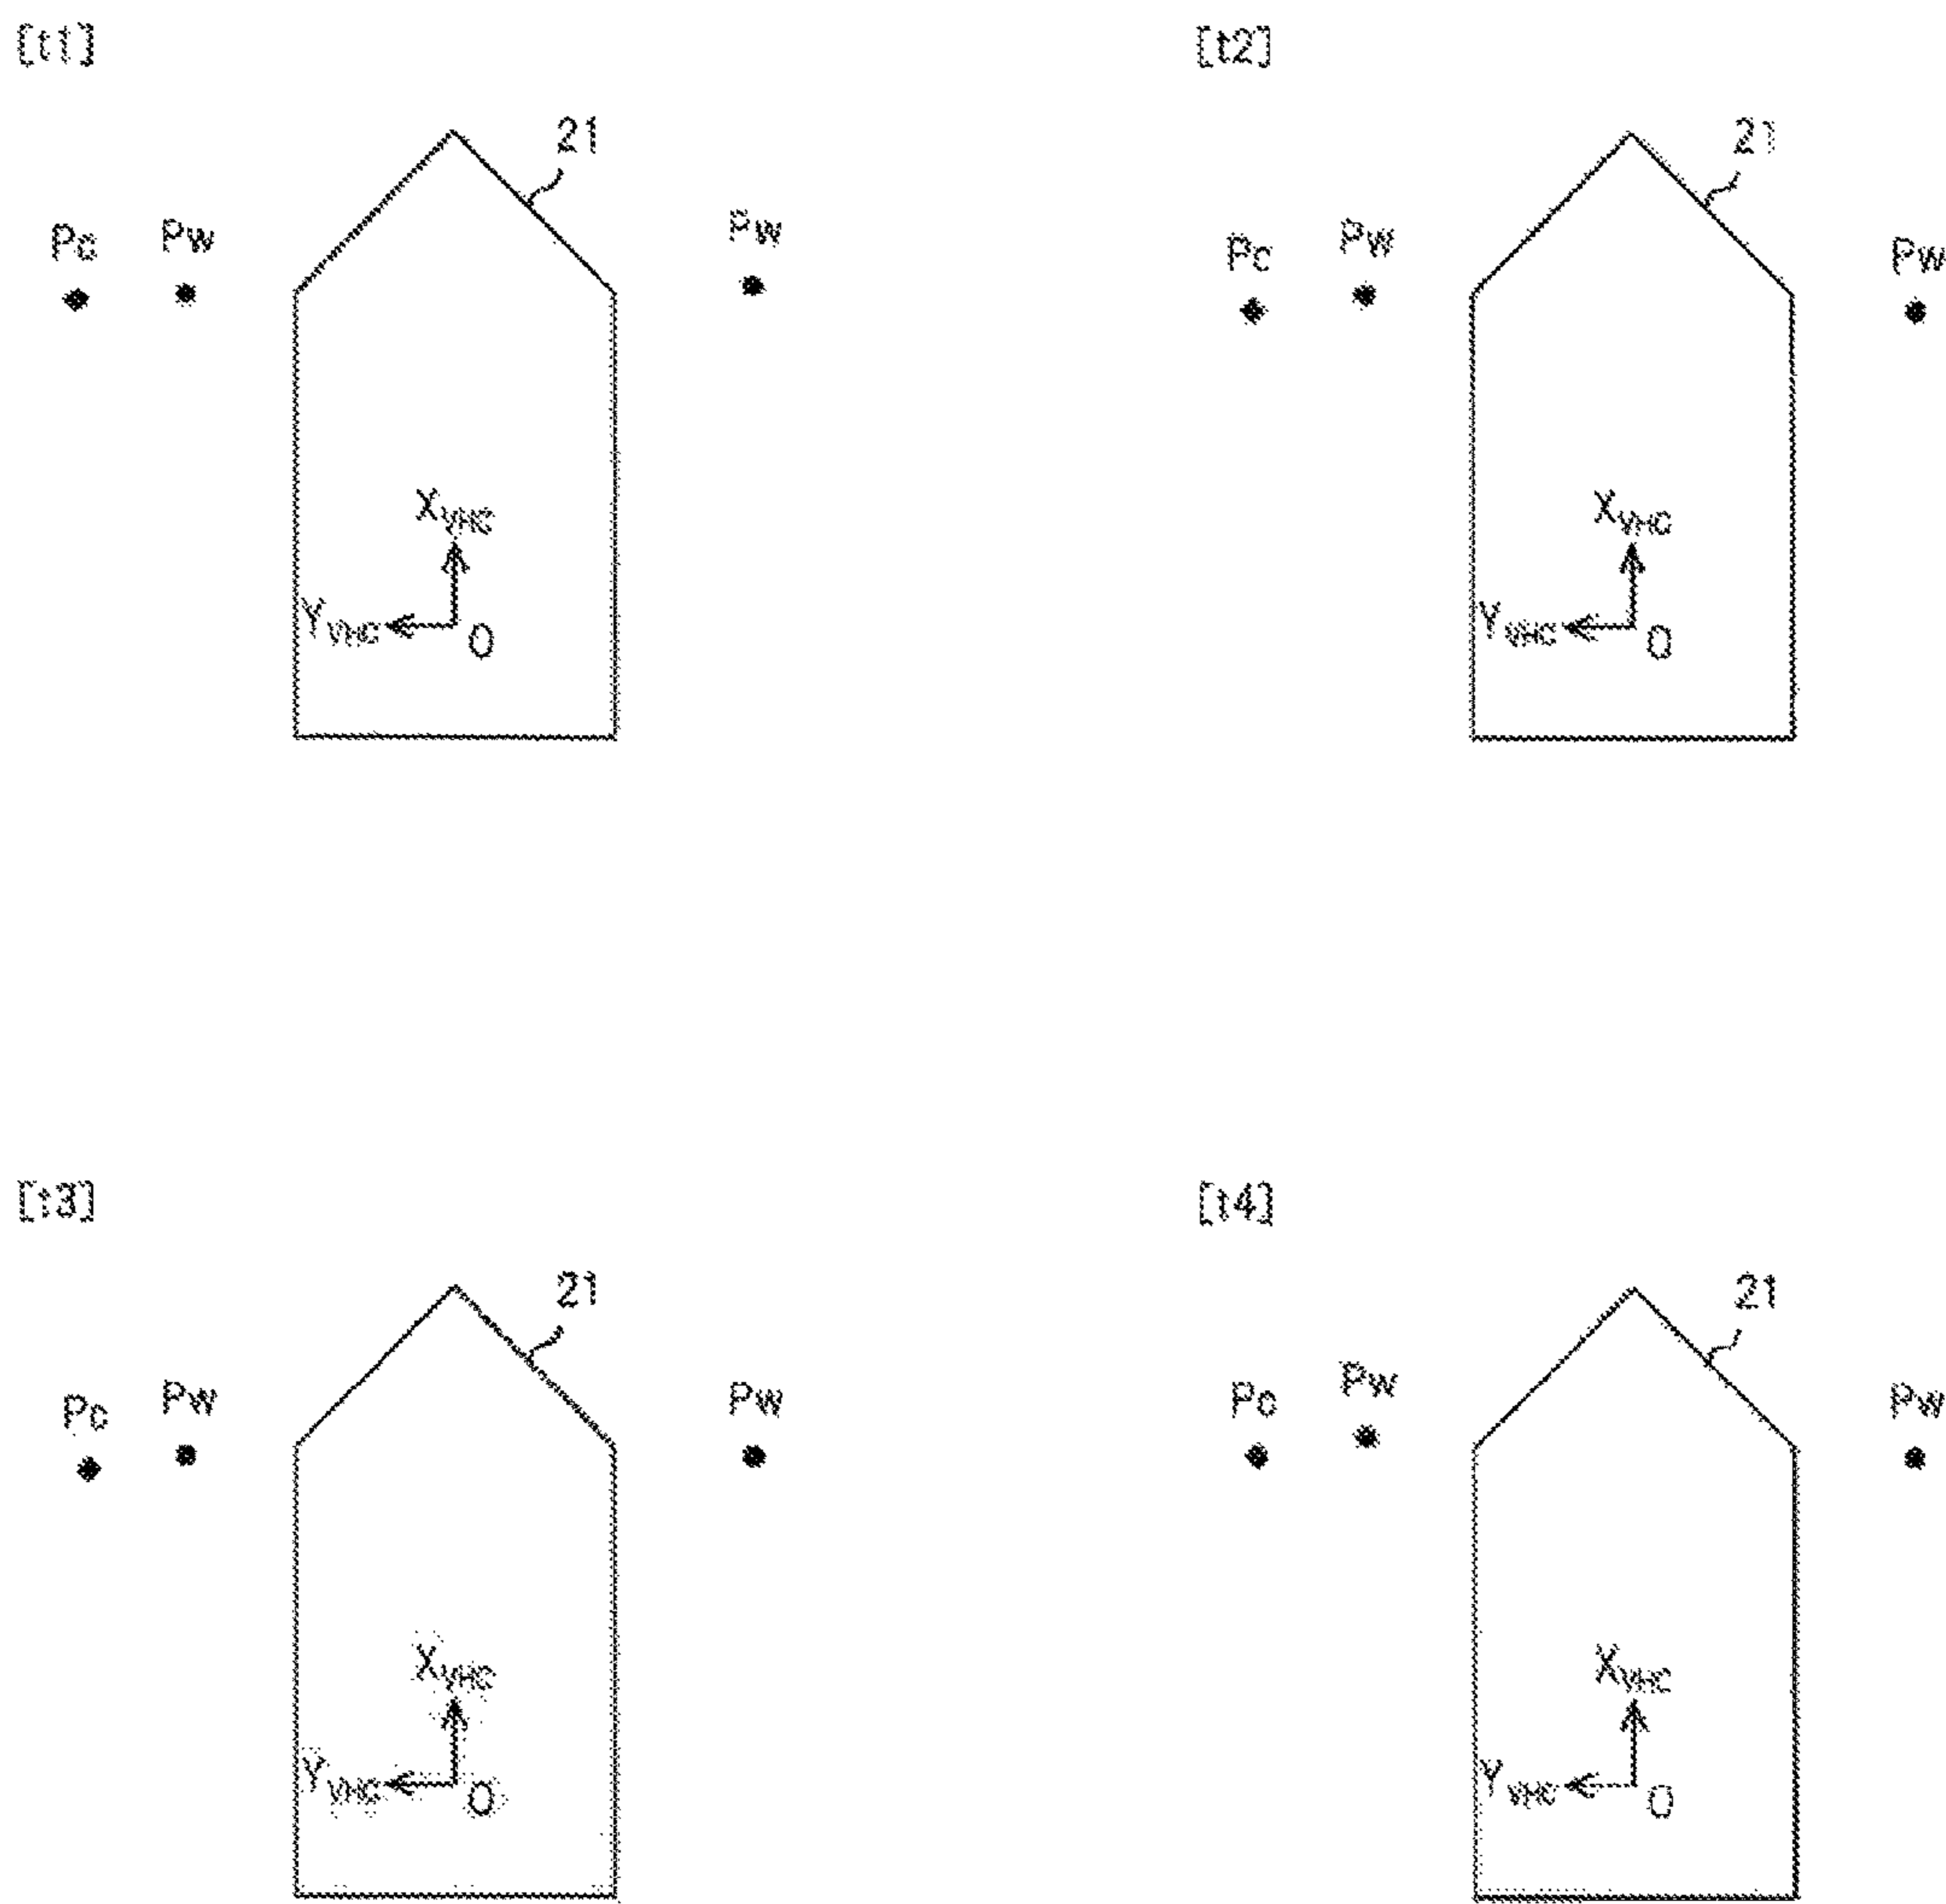 [t1]
21
Pc Pw Pw
XVHC
YVHC O
[t2]
21
Pc Pw Pw
XVHC
YVHC O
[t3]
21
Pc Pw Pw
XVHC
YVHC O
[t4]
21
Pc Pw Pw
XVHC
YVHC O